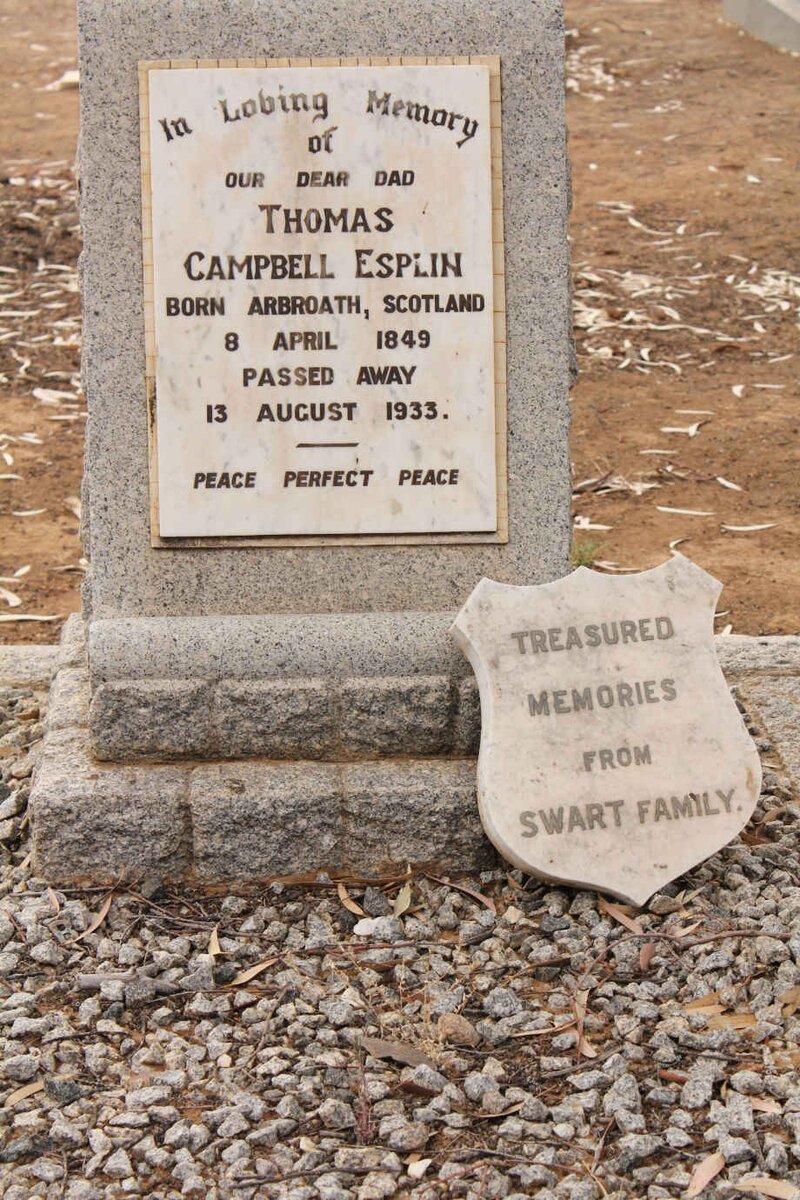 In Loving Memory
of
OUR DEAR DAD
THOMAS
CAMPBELL ESPLIN
BORN ARBROATH, SCOTLAND
8 APRIL 1849
PASSED AWAY
13 AUGUST 1933.
PEACE PERFECT PEACE
TREASURED
MEMORIES
FROM
SWART FAMILY.